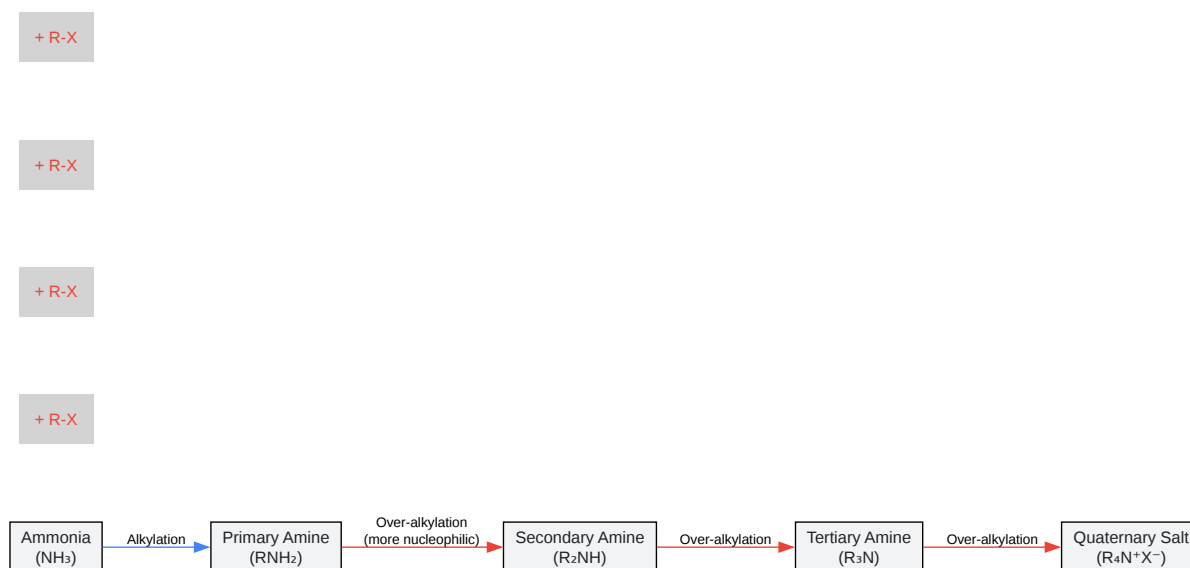 + R-X
+ R-X
+ R-X
+ R-X
Ammonia
(NH₃)
Alkylation
Primary Amine
(RNH₂)
Over-alkylation
(more nucleophilic)
Secondary Amine
(R₂NH)
Over-alkylation
Tertiary Amine
(R₃N)
Over-alkylation
Quaternary Salt
(R₄N⁺X⁻)